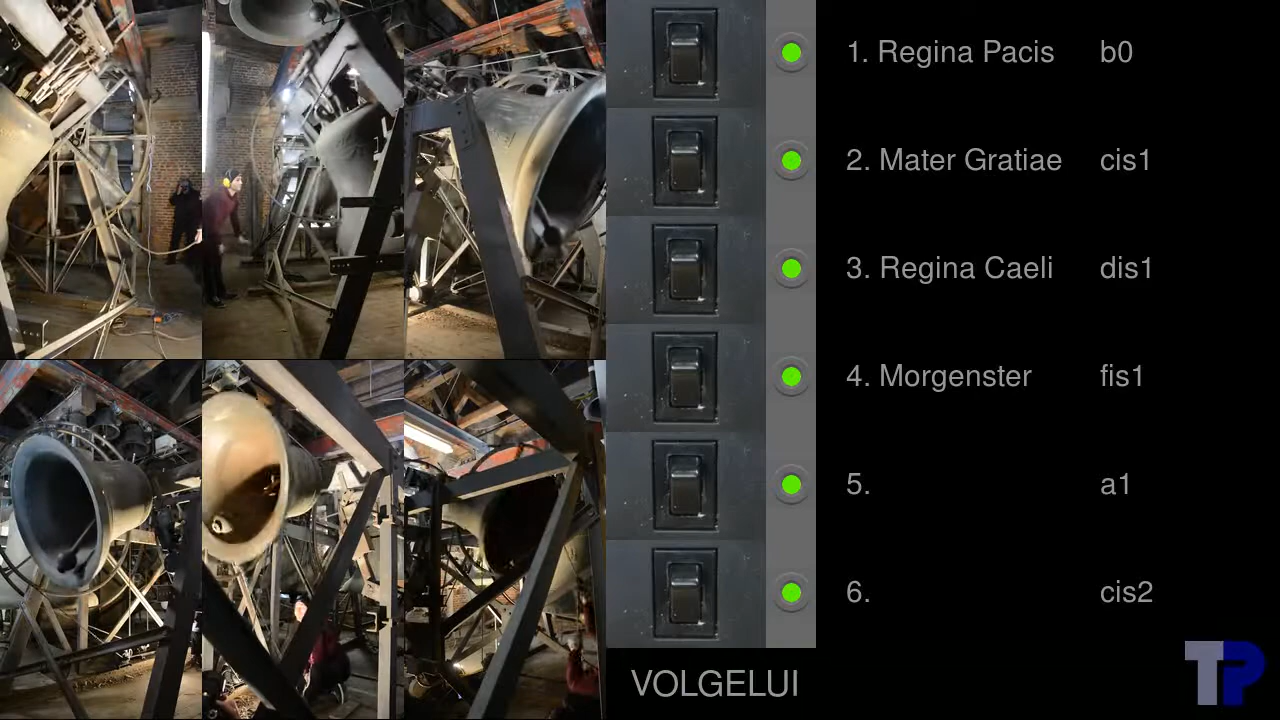 1. Regina Pacis b0
2. Mater Gratiae cis1
3. Regina Caeli dis1
4. Morgenster fis1
5. a1
6. cis2
VOLGELUI
TP